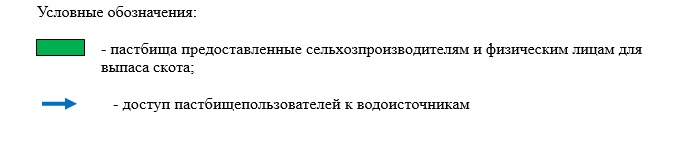 Условные обозначения:
- пастбища предоставленные сельхозпроизводителям и физическим лицам для
выпаса скота;
- доступ пастбищепользователей к водоисточникам